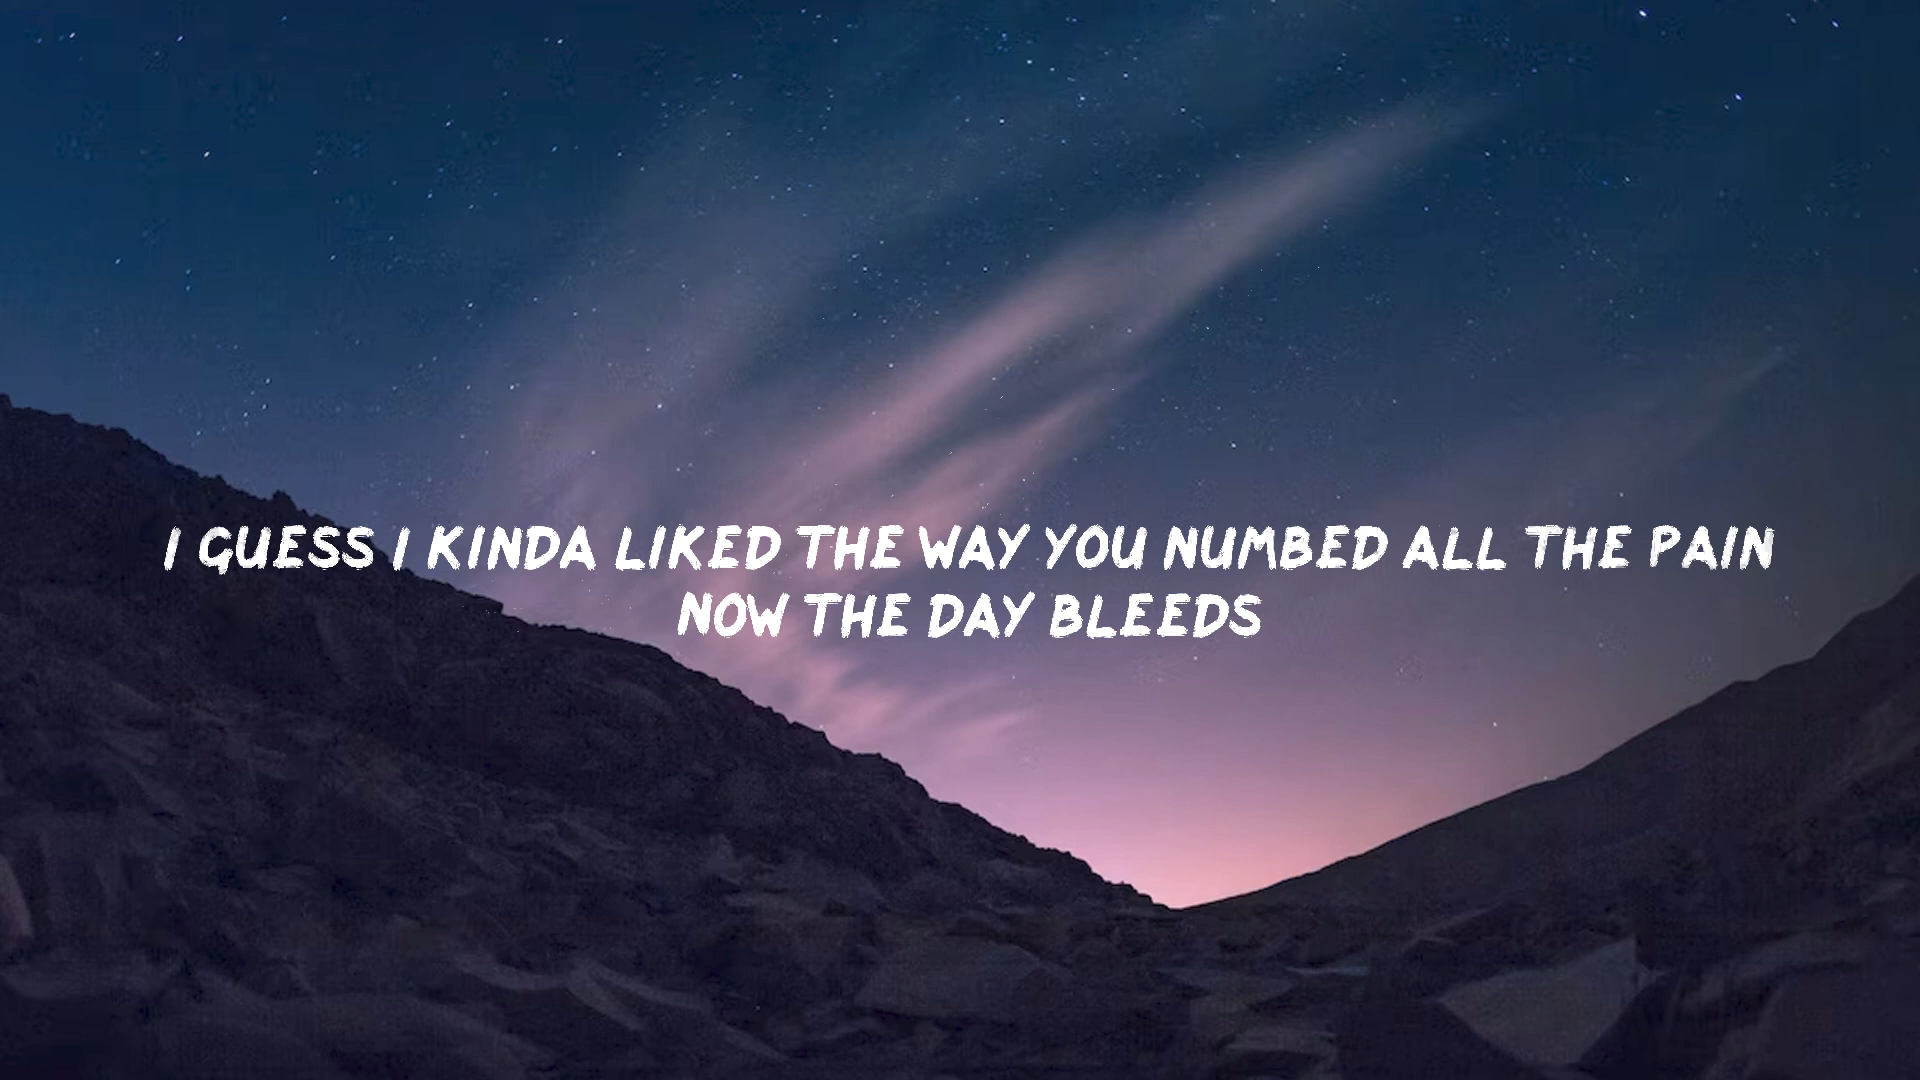 I GUESS I KINDA LIKED THE WAY YOU NUMBED ALL THE PAIN
NOW THE DAY BLEEDS